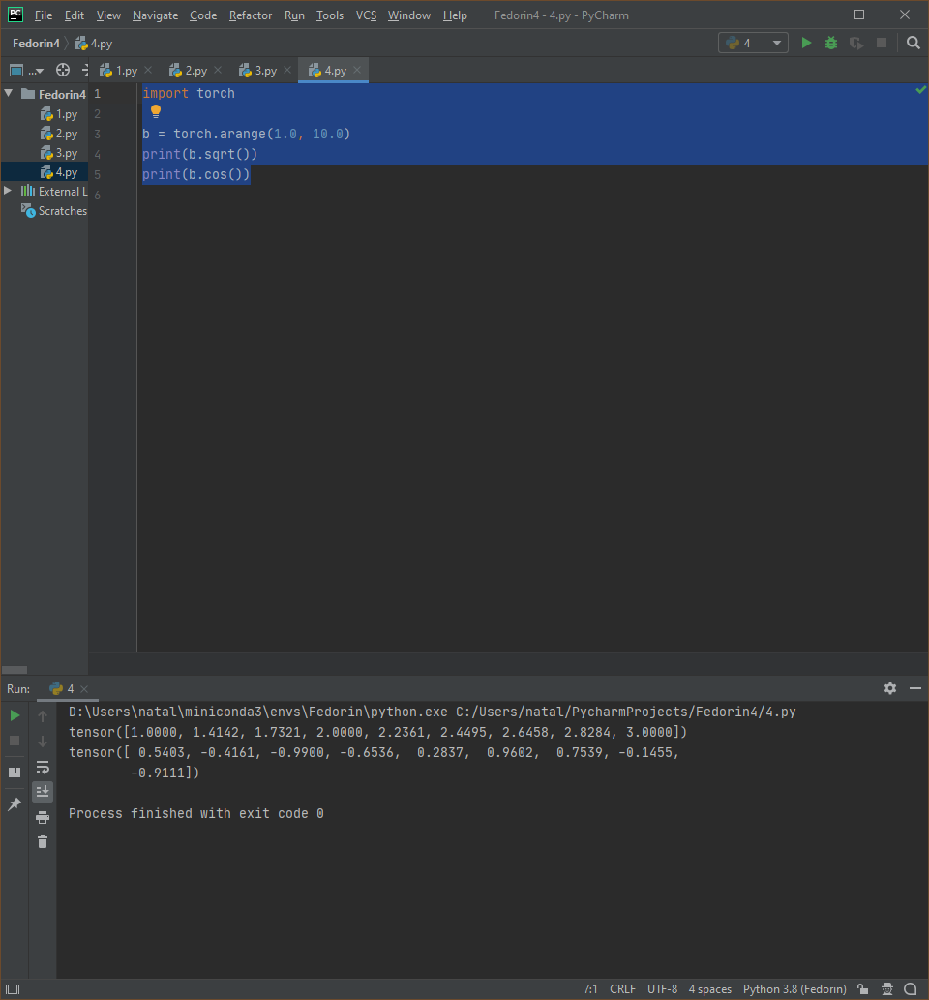 PC File Edit View Navigate Code Refactor Run Tools VCS Window Help Fedorin4 - 4.py - PyCharm
Fedorin4 4.py 4
... 1.py 2.py 3.py 4.py
Fedorin4
1.py
2.py
3.py
4.py
External L
Scratches
1 import torch
2
3 b = torch.arange(1.0, 10.0)
4 print(b.sqrt())
5 print(b.cos())
6
Run: 4
D:\Users\natal\miniconda3\envs\Fedorin\python.exe C:/Users/natal/PycharmProjects/Fedorin4/4.py
tensor([1.0000, 1.4142, 1.7321, 2.0000, 2.2361, 2.4495, 2.6458, 2.8284, 3.0000])
tensor([ 0.5403, -0.4161, -0.9900, -0.6536,  0.2837,  0.9602,  0.7539, -0.1455,
        -0.9111])
Process finished with exit code 0
7:1 CRLF UTF-8 4 spaces Python 3.8 (Fedorin)